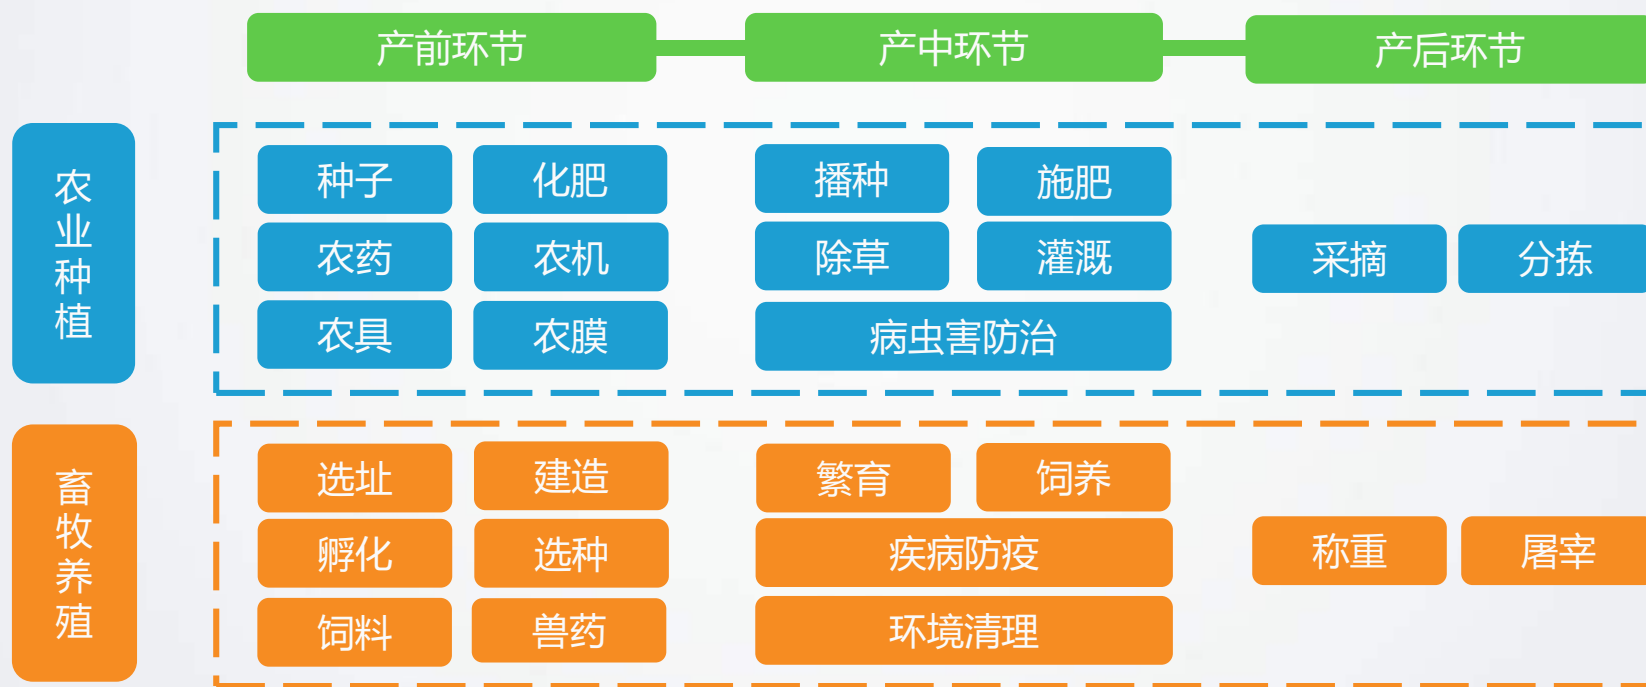 产前环节 产中环节 产后环节
农业种植
种子 化肥 播种 施肥
农药 农机 除草 灌溉 采摘 分拣
农具 农膜 病虫害防治
畜牧养殖
选址 建造 繁育 饲养
孵化 选种 疾病防疫 称重 屠宰
饲料 兽药 环境清理